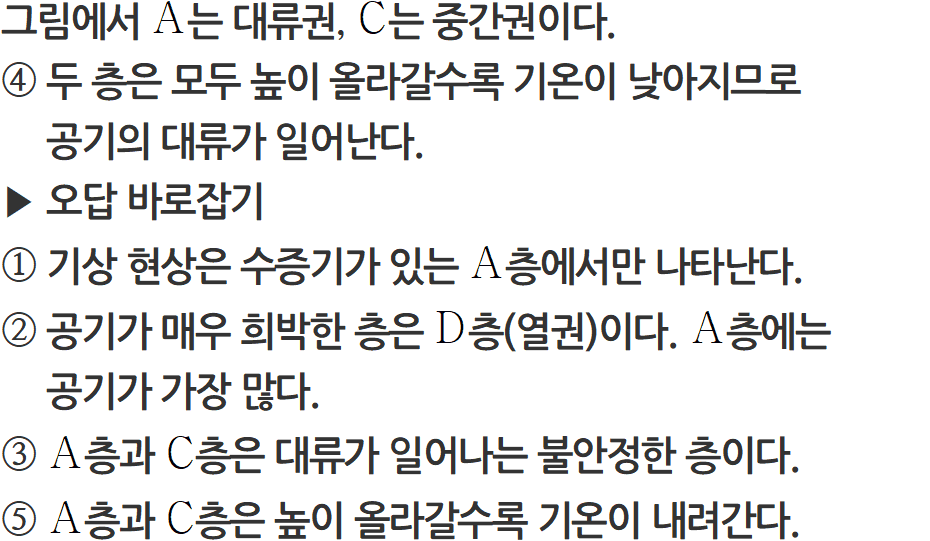 그림에서 A는 대류권, C는 중간권이다.
④ 두 층은 모두 높이 올라갈수록 기온이 낮아지므로
공기의 대류가 일어난다.
▶ 오답 바로잡기
① 기상 현상은 수증기가 있는 A층에서만 나타난다.
② 공기가 매우 희박한 층은 D층(열권)이다. A층에는
공기가 가장 많다.
③ A층과 C층은 대류가 일어나는 불안정한 층이다.
⑤ A층과 C층은 높이 올라갈수록 기온이 내려간다.